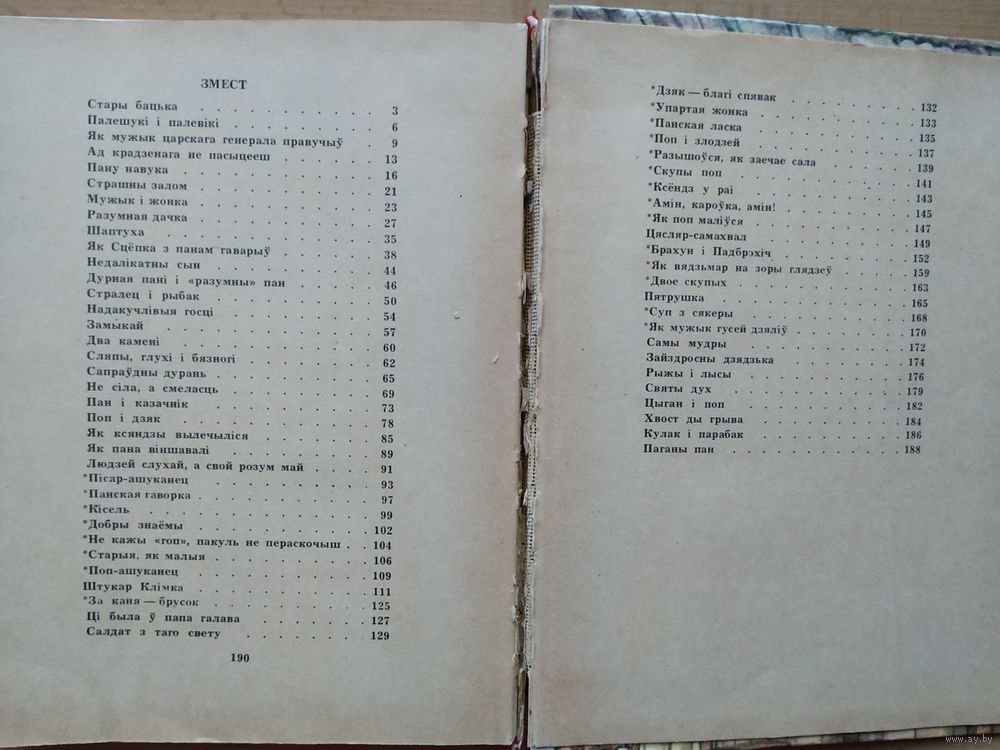 ЗМЕСТ
Стары бацька . . . . . . . . . 3
Палешукі і палевікі . . . . . . . . 6
Як мужык царскага генерала правучыў . 9
Ад крадзенага не пасыцееш . . . . . 13
Пану навука . . . . . . . . . 16
Страшны залом . . . . . . . . . 21
Мужык і жонка . . . . . . . . . 23
Разумная дачка . . . . . . . . . 27
Шаптуха . . . . . . . . . . 35
Як Сцёпка з панам гаварыў . . . . . 38
Недалікатны сын . . . . . . . . 44
Дурная пані і «разумны» пан . . . . 46
Стралец і рыбак . . . . . . . . 50
Надакучлівыя госці . . . . . . . 54
Замыкай . . . . . . . . . . 57
Два камені . . . . . . . . . 60
Сляпы, глухі і бязногі . . . . . . 62
Сапраўдны дурань . . . . . . . 65
Не сіла, а смеласць . . . . . . . 69
Пан і казачнік . . . . . . . . 73
Поп і дзяк . . . . . . . . . 78
Як ксяндзы вылечыліся . . . . . . 85
Як пана віншавалі . . . . . . . 89
Людзей слухай, а свой розум май . . . 91
*Пісар-ашуканец . . . . . . . . 93
*Панская гаворка . . . . . . . . 97
*Кісель . . . . . . . . . . 99
*Добры знаёмы . . . . . . . . 102
*Не кажы «гоп», пакуль не пераскочыш . . 104
*Старыя, як малыя . . . . . . . 106
*Поп-ашуканец . . . . . . . . 109
Штукар Клімка . . . . . . . . 111
*За каня — брусок . . . . . . . 125
Ці была ў папа галава . . . . . . 127
Салдат з таго свету . . . . . . . 129
190
*Дзяк — благі спявак . . . . . . . 132
*Упартая жонка . . . . . . . . 133
*Панская ласка . . . . . . . . 135
*Поп і злодзей . . . . . . . . 137
*Разышоўся, як заечае сала . . . . . 139
*Скупы поп . . . . . . . . . 141
*Ксёндз у раі . . . . . . . . 143
*Амін, кароўка, амін! . . . . . . . 145
*Як поп маліўся . . . . . . . . 147
Цясляр-самахвал . . . . . . . . 149
*Брахун і Падбрэхіч . . . . . . . 152
*Як вядзьмар на зоры глядзеў . . . . 159
*Двое скупых . . . . . . . . . 163
Пятрушка . . . . . . . . . . 165
*Суп з сякеры . . . . . . . . 168
*Як мужык гусей дзяліў . . . . . . 170
Самы мудры . . . . . . . . . 172
Зайздросны дзядзька . . . . . . . 174
Рыжы і лысы . . . . . . . . . 176
Святы дух . . . . . . . . . . 179
Цыган і поп . . . . . . . . . 182
Хвост ды грыва . . . . . . . . 184
Кулак і парабак . . . . . . . . 186
Паганы пан . . . . . . . . . 188
www.ay.by